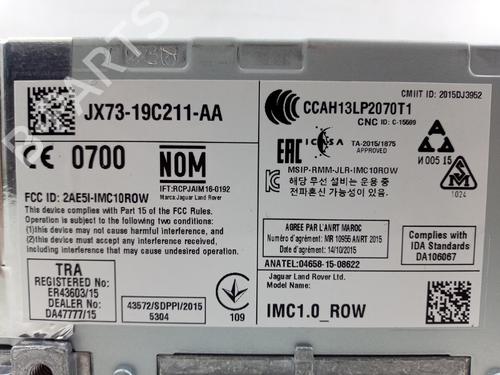 JX73-19C211-AA
CE 0700
NOM
IFT:RCPJAIM16-0192
Marca:Jaguar Land Rover
FCC ID: 2AE5I-IMC10ROW
This device complies with Part 15 of the FCC Rules.
Operation is subject to the following two conditions:
(1)this device may not cause harmful interference, and
(2)this device must accept any interference received,
including interference that may cause undesired
operation.
TRA
REGISTERED No:
ER43603/15
DEALER No:
DA47777/15
43572/SDPPI/2015
5304
109
CMIIT ID: 2015DJ3952
CCAH13LP2070T1
CNC ID: C-15689
EAC
ICASA
TA-2015/1875
APPROVED
И 005 15
MSIP-RMM-JLR-IMC10ROW
해당 무선 설비는 운용 중
전파혼신 가능성이 있음
1024
AGREE PAR L'ANRT MAROC
Numéro d'agrément: MR 10955 ANRT 2015
Date d'agrément: 14/10/2015
Complies with
IDA Standards
DA106067
ANATEL:04658-15-08622
Jaguar Land Rover Ltd.
Model Name:
IMC1.0_ROW